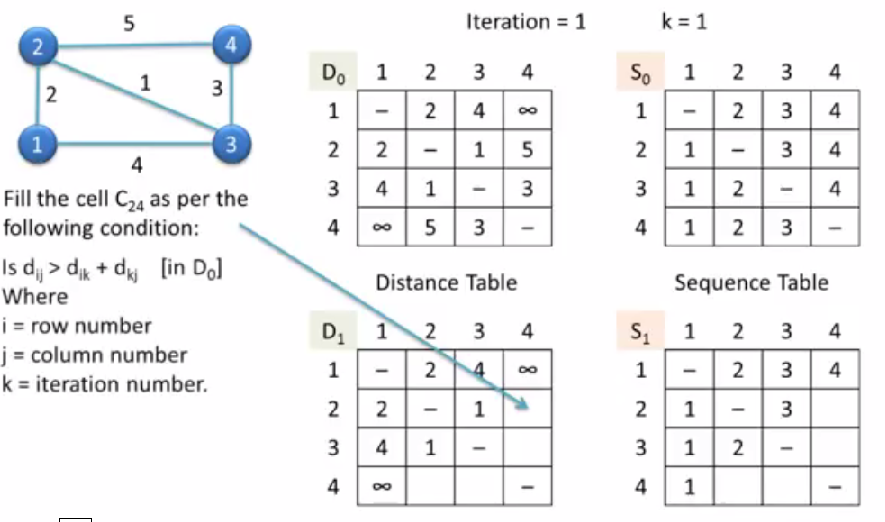 Iteration = 1 k = 1
5
2 4
2 1 3
1 3
4
D₀ 1 2 3 4
1 – 2 4 ∞
2 2 – 1 5
3 4 1 – 3
4 ∞ 5 3 –
S₀ 1 2 3 4
1 – 2 3 4
2 1 – 3 4
3 1 2 – 4
4 1 2 3 –
Distance Table
Sequence Table
Fill the cell C₂₄ as per the
following condition:
Is dᵢⱼ > dᵢₖ + dₖⱼ [in D₀]
Where
i = row number
j = column number
k = iteration number.
D₁ 1 2 3 4
1 – 2 4 ∞
2 2 – 1
3 4 1 –
4 ∞ –
S₁ 1 2 3 4
1 – 2 3 4
2 1 – 3
3 1 2 –
4 1 –